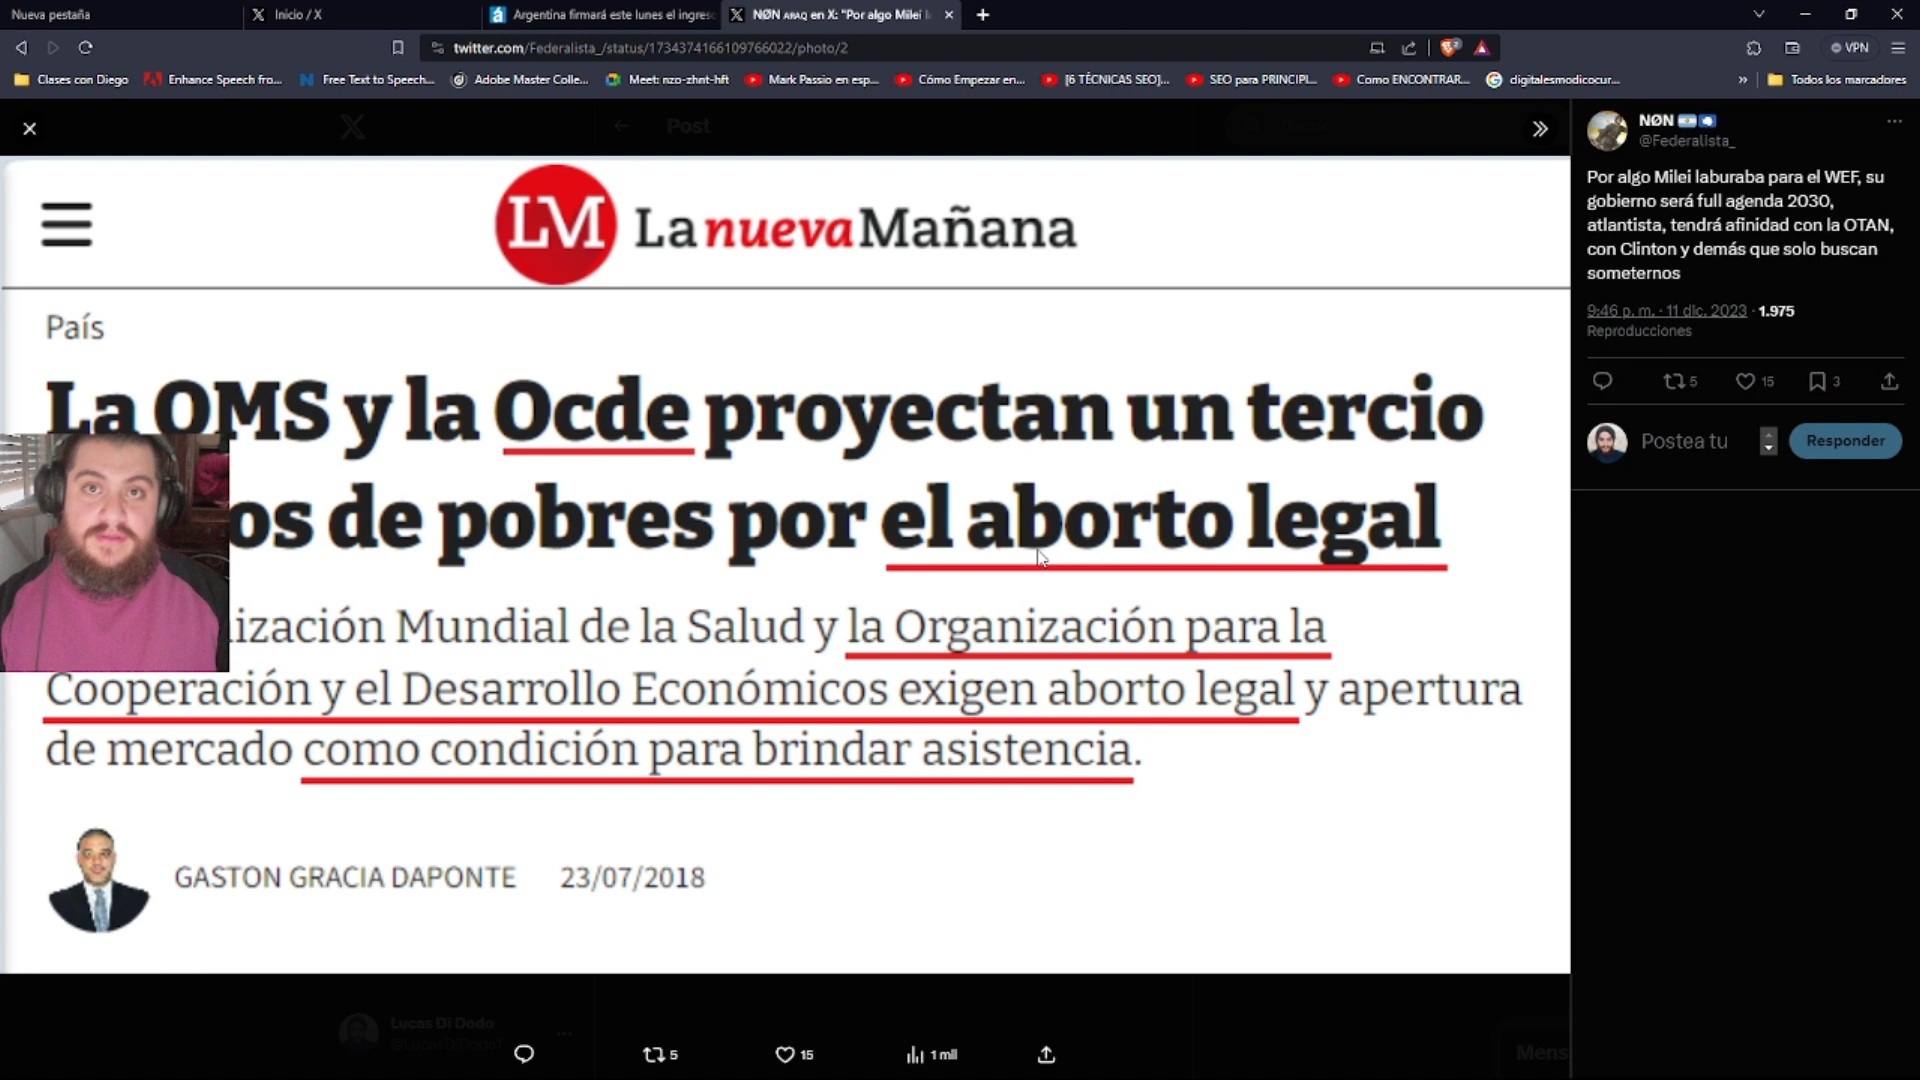 Nueva pestaña
Inicio / X
Argentina firmará este lunes el ingres
NØN ARAQ en X: "Por algo Milei l
twitter.com/Federalista_/status/1734374166109766022/photo/2
VPN
Clases con Diego
Enhance Speech fro...
Free Text to Speech...
Adobe Master Colle...
Meet: nzo-zhnt-hft
Mark Passio en esp...
Cómo Empezar en...
[6 TÉCNICAS SEO]...
SEO para PRINCIPI...
Como ENCONTRAR...
digitalesmodicocur...
Todos los marcadores
Post
LM La nueva Mañana
País
La OMS y la Ocde proyectan un tercio
os de pobres por el aborto legal
ización Mundial de la Salud y la Organización para la
Cooperación y el Desarrollo Económicos exigen aborto legal y apertura
de mercado como condición para brindar asistencia.
GASTON GRACIA DAPONTE 23/07/2018
Lucas Di Dodo
5
15
1 mil
NØN
@Federalista_
Por algo Milei laburaba para el WEF, su
gobierno será full agenda 2030,
atlantista, tendrá afinidad con la OTAN,
con Clinton y demás que solo buscan
someternos
9:46 p. m. · 11 dic. 2023 · 1.975
Reproducciones
5
15
3
Postea tu
Responder
Mens